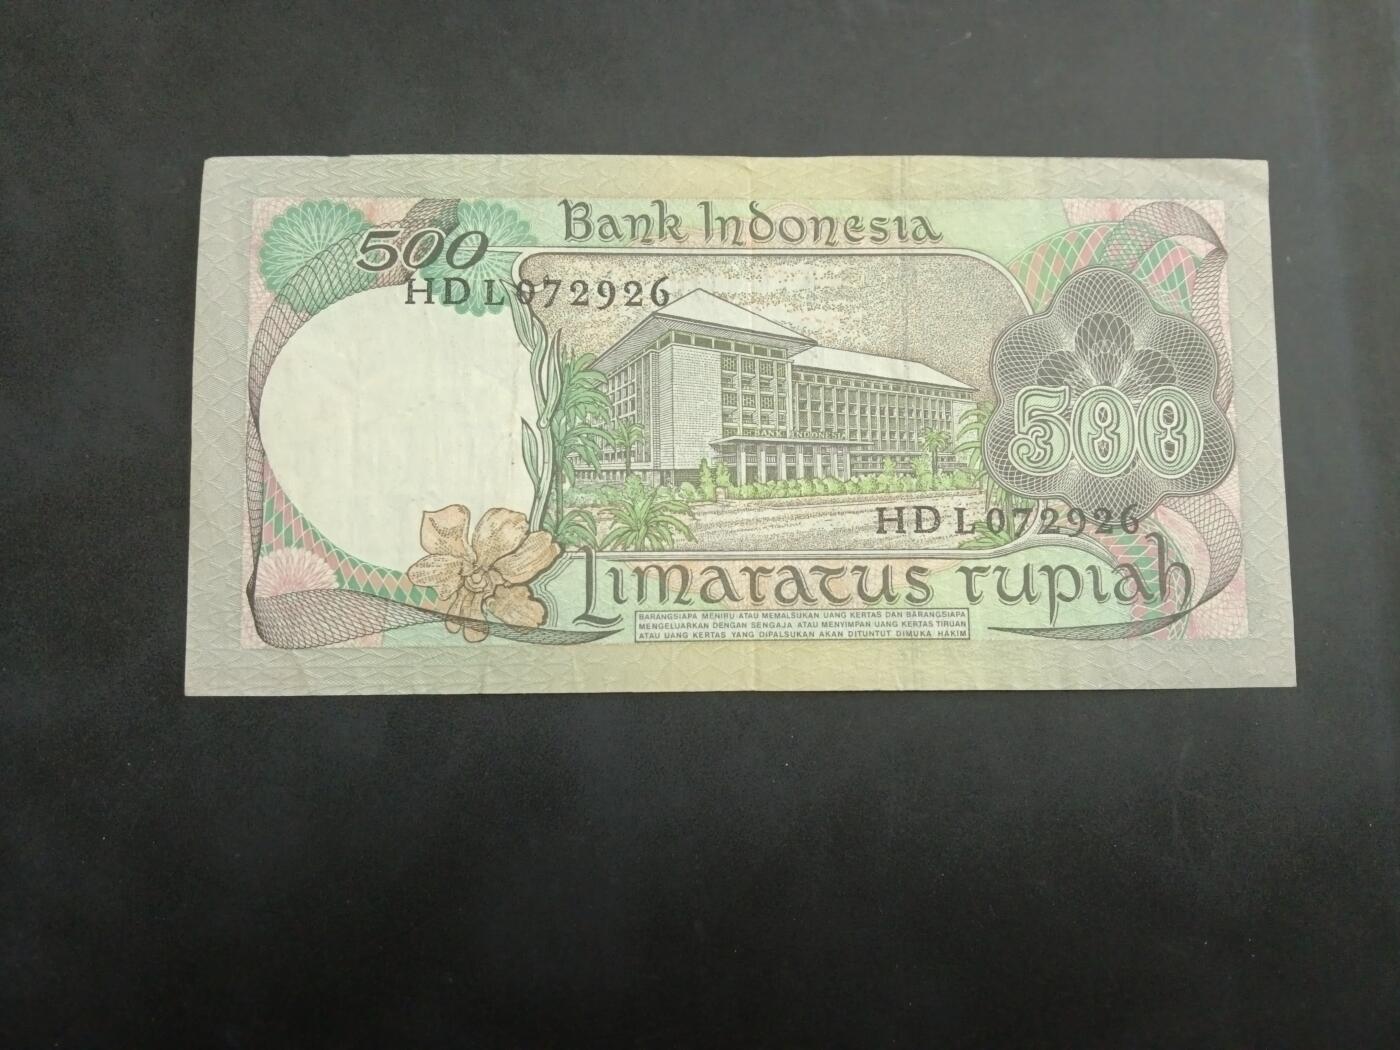 Bank Indonesia
500
HDL072926
BANK INDONESIA
500
HDL072926
Limaratus rupiah
BARANGSIAPA MENIRU ATAU MEMALSUKAN UANG KERTAS DAN BARANGSIAPA
MENGELUARKAN DENGAN SENGAJA ATAU MENYIMPAN UANG KERTAS TIRUAN
ATAU UANG KERTAS YANG DIPALSUKAN AKAN DITUNTUT DIMUKA HAKIM